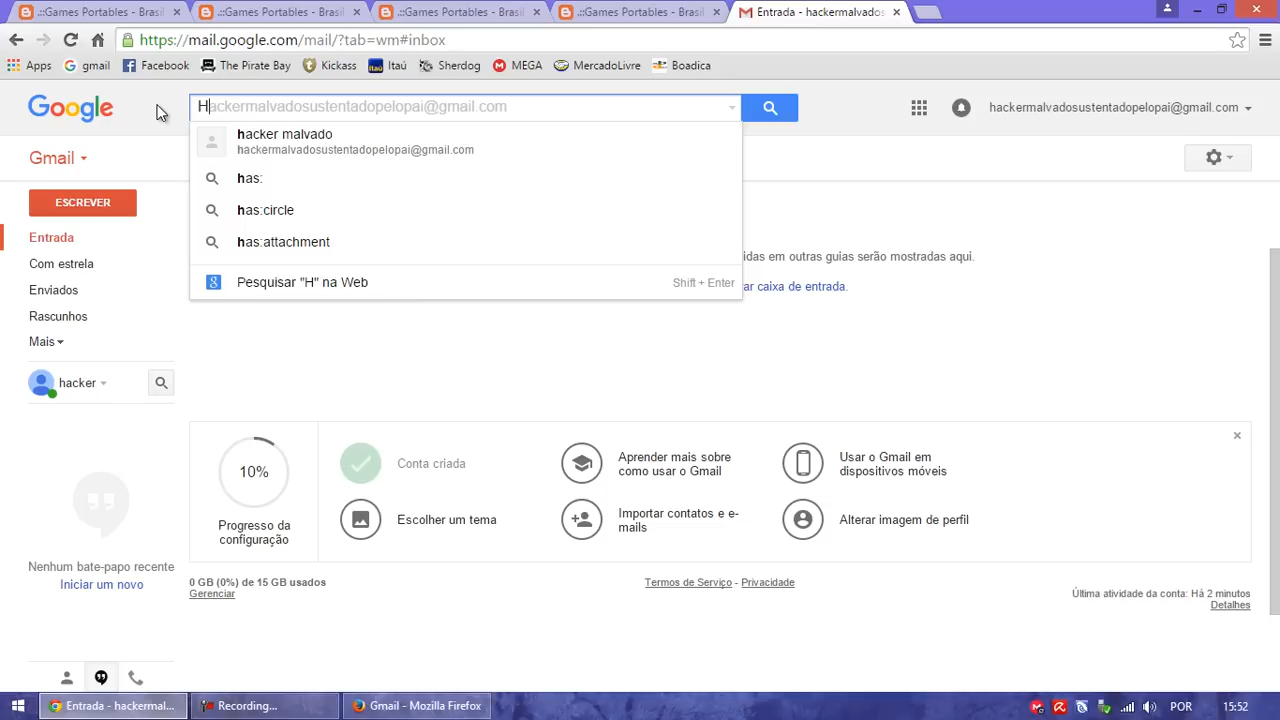 .::Games Portables - Brasil
.::Games Portables - Brasil
.::Games Portables - Brasil
.::Games Portables - Brasil
Entrada - hackermalvados
https://mail.google.com/mail/?tab=wm#inbox
Apps
gmail
Facebook
The Pirate Bay
Kickass
Itaú
Sherdog
MEGA
MercadoLivre
Boadica
Google
Hackermalvadosustentadopelopai@gmail.com
hackermalvadosustentadopelopai@gmail.com
hacker malvado
hackermalvadosustentadopelopai@gmail.com
has:
has:circle
has:attachment
Pesquisar "H" na Web
Shift + Enter
Gmail
ESCREVER
Entrada
Com estrela
Enviados
Rascunhos
Mais
hacker
idas em outras guias serão mostradas aqui.
ar caixa de entrada.
10%
Progresso da
configuração
Conta criada
Escolher um tema
Aprender mais sobre
como usar o Gmail
Importar contatos e e-
mails
Usar o Gmail em
dispositivos móveis
Alterar imagem de perfil
Nenhum bate-papo recente
Iniciar um novo
0 GB (0%) de 15 GB usados
Gerenciar
Termos de Serviço - Privacidade
Última atividade da conta: Há 2 minutos
Detalhes
Entrada - hackermal...
Recording...
Gmail - Mozilla Firefox
POR
15:52